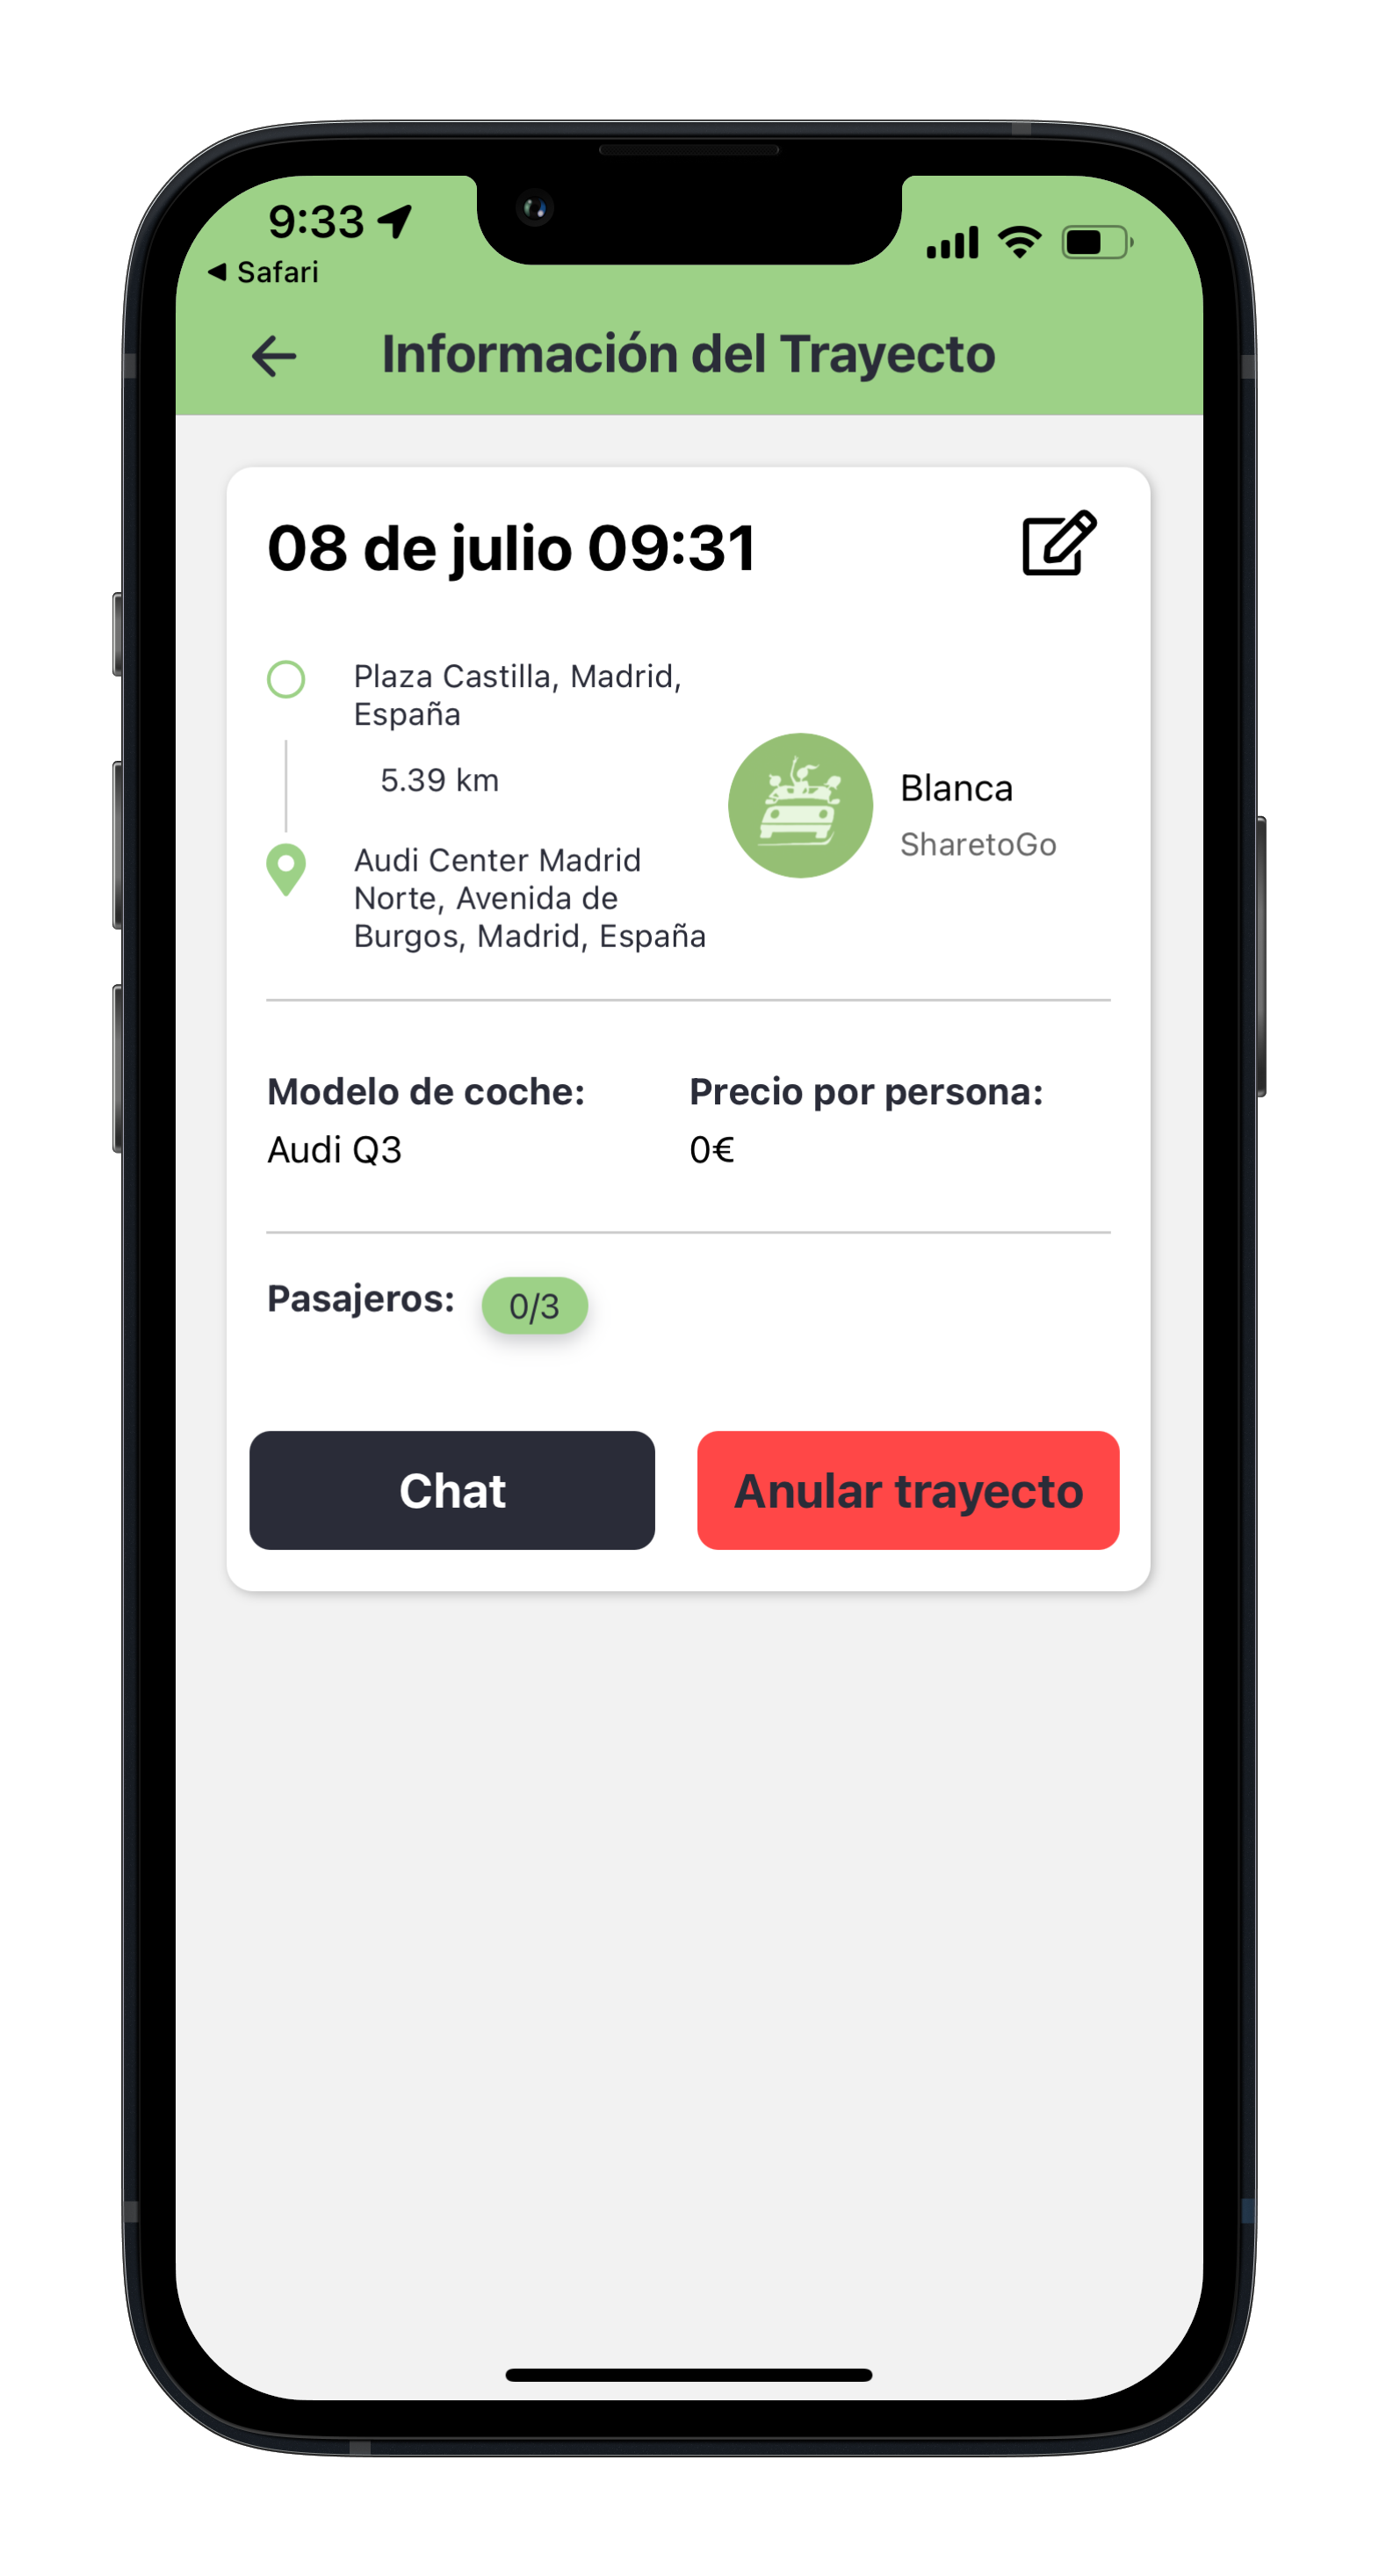 9:33
Safari
Información del Trayecto
08 de julio 09:31
Plaza Castilla, Madrid,
España
5.39 km
Audi Center Madrid
Norte, Avenida de
Burgos, Madrid, España
Blanca
SharetoGo
Modelo de coche:
Audi Q3
Precio por persona:
0€
Pasajeros:
0/3
Chat
Anular trayecto